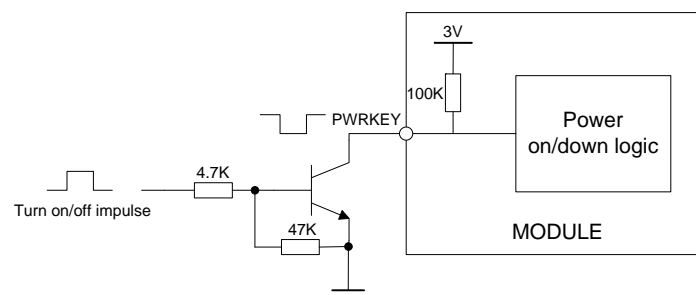 3V
100K
PWRKEY
Power
on/down logic
4.7K
Turn on/off impulse
47K
MODULE